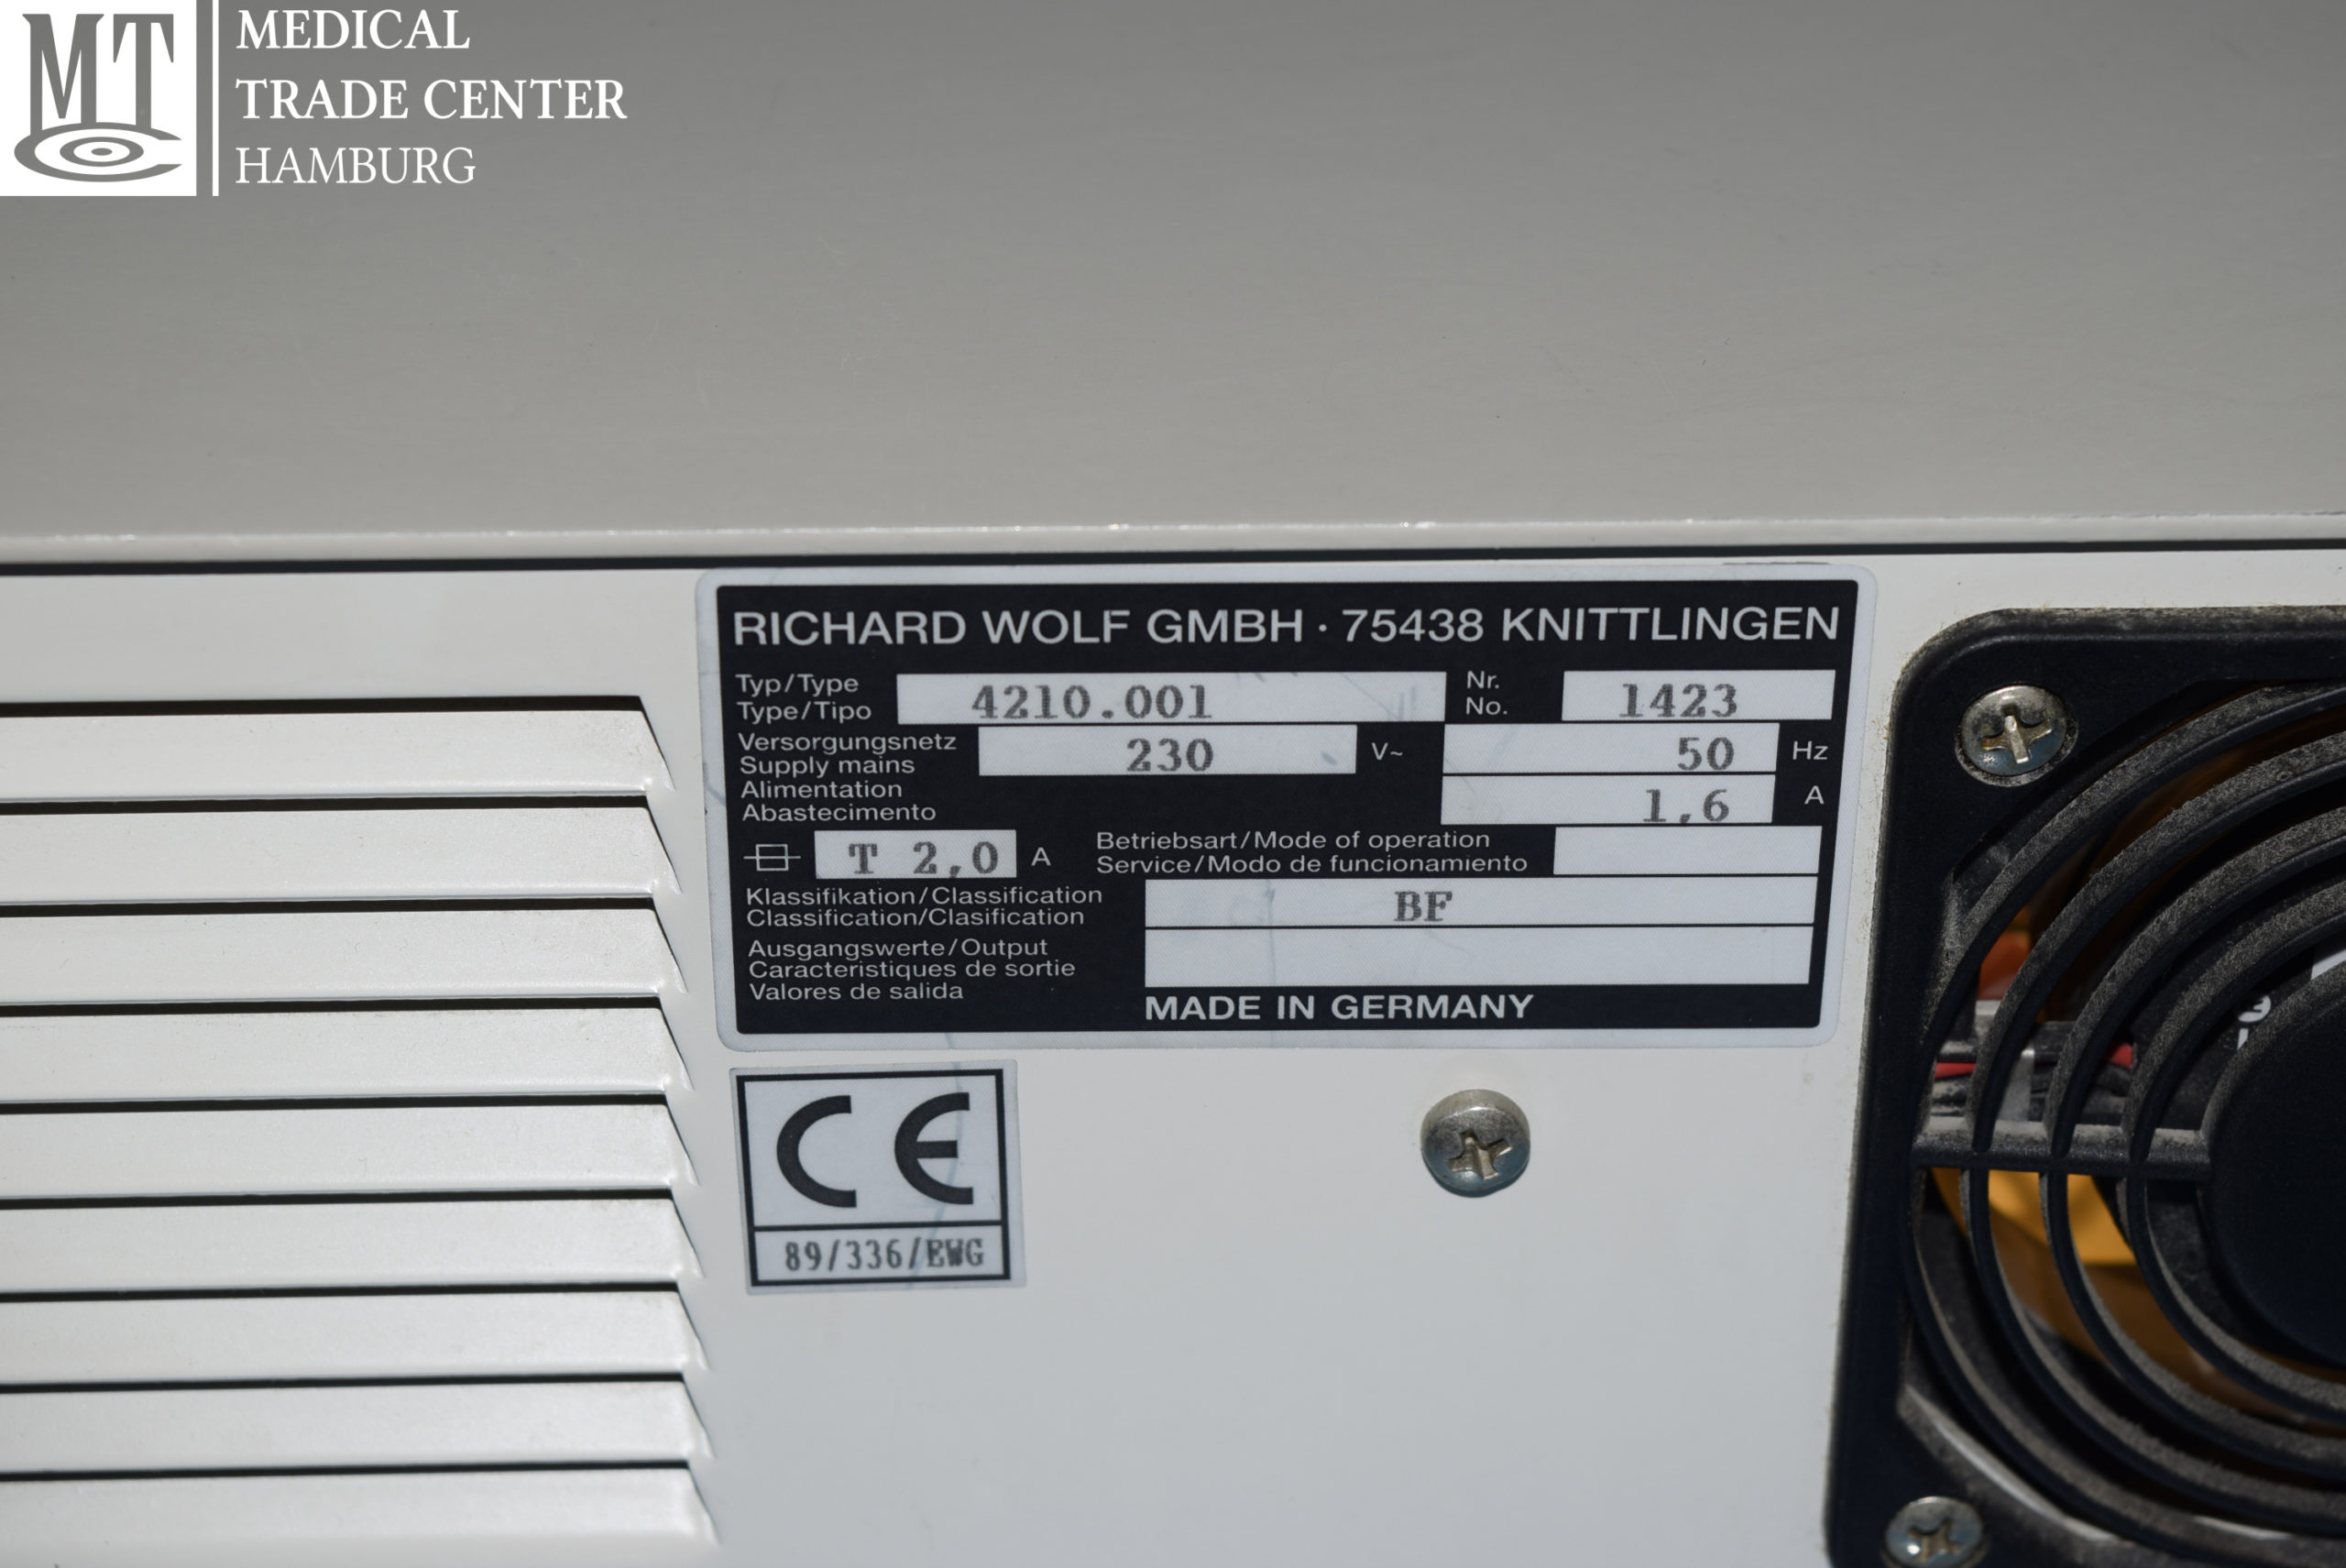 MTC
MEDICAL
TRADE CENTER
HAMBURG
RICHARD WOLF GMBH · 75438 KNITTLINGEN
Typ/Type
Type/Tipo
4210.001
Nr.
No.
1423
Versorgungsnetz
Supply mains
Alimentation
Abastecimento
230
V~
50
Hz
1,6
A
T 2,0
A
Betriebsart/Mode of operation
Service/Modo de funcionamiento
Klassifikation/Classification
Classification/Clasification
BF
Ausgangswerte/Output
Caracteristiques de sortie
Valores de salida
MADE IN GERMANY
CE
89/336/EWG